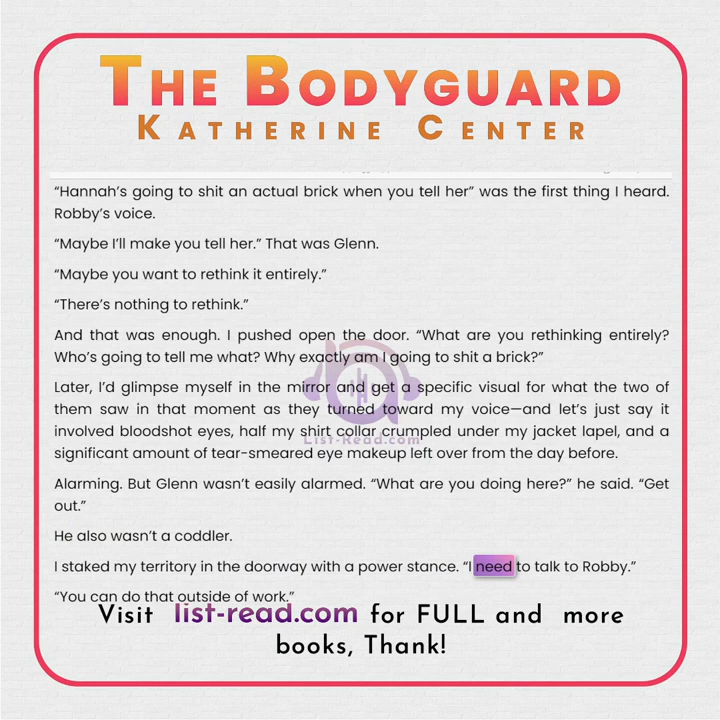 THE BODYGUARD
KATHERINE CENTER
“Hannah’s going to shit an actual brick when you tell her” was the first thing I heard.
Robby’s voice.
“Maybe I’ll make you tell her.” That was Glenn.
“Maybe you want to rethink it entirely.”
“There’s nothing to rethink.”
And that was enough. I pushed open the door. “What are you rethinking entirely?
Who’s going to tell me what? Why exactly am I going to shit a brick?”
Later, I’d glimpse myself in the mirror and get a specific visual for what the two of
them saw in that moment as they turned toward my voice—and let’s just say it
involved bloodshot eyes, half my shirt collar crumpled under my jacket lapel, and a
significant amount of tear-smeared eye makeup left over from the day before.
List-Read.com
Alarming. But Glenn wasn’t easily alarmed. “What are you doing here?” he said. “Get
out.”
He also wasn’t a coddler.
I staked my territory in the doorway with a power stance. “I need to talk to Robby.”
“You can do that outside of work.”
Visit list-read.com for FULL and more
books, Thank!